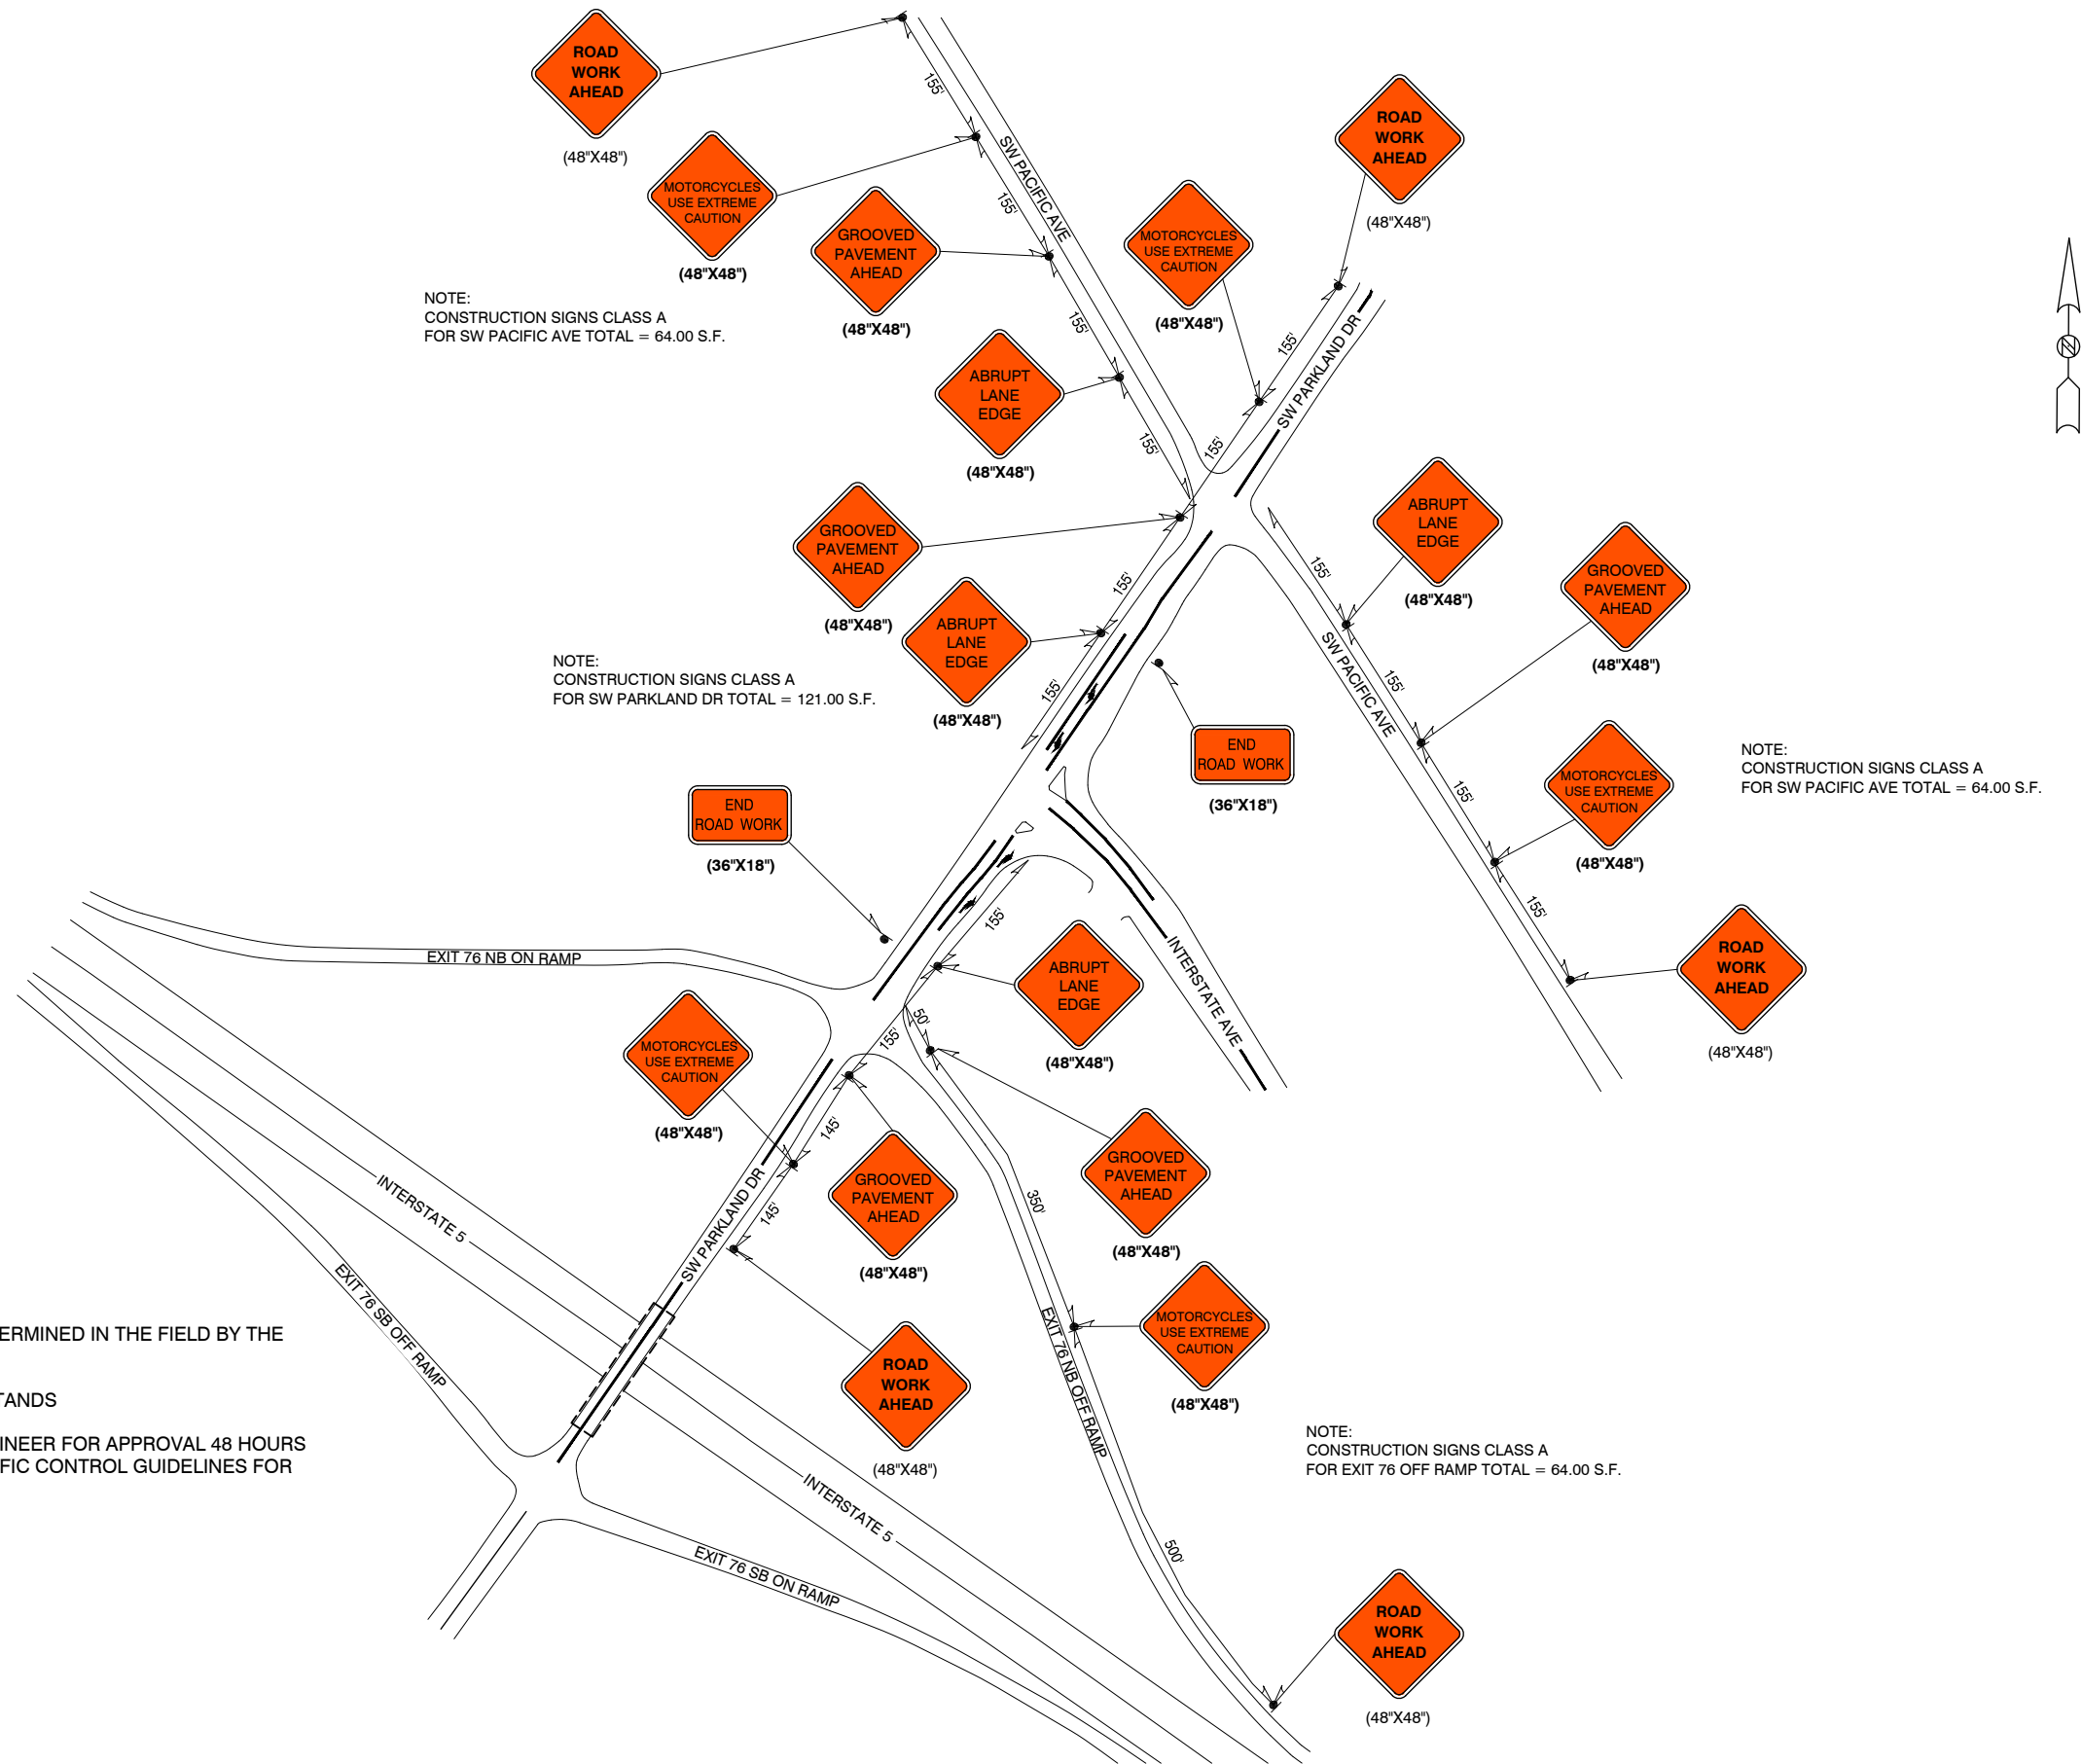 ROAD
WORK
AHEAD
(48"X48")
155'
MOTORCYCLES
USE EXTREME
CAUTION
(48"X48")
155'
SW PACIFIC AVE
GROOVED
PAVEMENT
AHEAD
(48"X48")
155'
ABRUPT
LANE
EDGE
(48"X48")
155'
NOTE:
CONSTRUCTION SIGNS CLASS A
FOR SW PACIFIC AVE TOTAL = 64.00 S.F.
ROAD
WORK
AHEAD
(48"X48")
MOTORCYCLES
USE EXTREME
CAUTION
(48"X48")
155'
SW PARKLAND DR
155'
N
GROOVED
PAVEMENT
AHEAD
(48"X48")
155'
ABRUPT
LANE
EDGE
(48"X48")
155'
NOTE:
CONSTRUCTION SIGNS CLASS A
FOR SW PARKLAND DR TOTAL = 121.00 S.F.
ABRUPT
LANE
EDGE
(48"X48")
155'
GROOVED
PAVEMENT
AHEAD
(48"X48")
155'
SW PACIFIC AVE
MOTORCYCLES
USE EXTREME
CAUTION
(48"X48")
155'
NOTE:
CONSTRUCTION SIGNS CLASS A
FOR SW PACIFIC AVE TOTAL = 64.00 S.F.
155'
ROAD
WORK
AHEAD
(48"X48")
END
ROAD WORK
(36"X18")
END
ROAD WORK
(36"X18")
155'
INTERSTATE AVE
EXIT 76 NB ON RAMP
ABRUPT
LANE
EDGE
(48"X48")
50'
155'
MOTORCYCLES
USE EXTREME
CAUTION
(48"X48")
145'
GROOVED
PAVEMENT
AHEAD
(48"X48")
GROOVED
PAVEMENT
AHEAD
(48"X48")
SW PARKLAND DR
145'
350'
INTERSTATE 5
EXIT 76 SB OFF RAMP
ROAD
WORK
AHEAD
(48"X48")
EXIT 76 NB OFF RAMP
MOTORCYCLES
USE EXTREME
CAUTION
(48"X48")
ERMINED IN THE FIELD BY THE
TANDS
INEER FOR APPROVAL 48 HOURS
FIC CONTROL GUIDELINES FOR
NOTE:
CONSTRUCTION SIGNS CLASS A
FOR EXIT 76 OFF RAMP TOTAL = 64.00 S.F.
INTERSTATE 5
EXIT 76 SB ON RAMP
500'
ROAD
WORK
AHEAD
(48"X48")